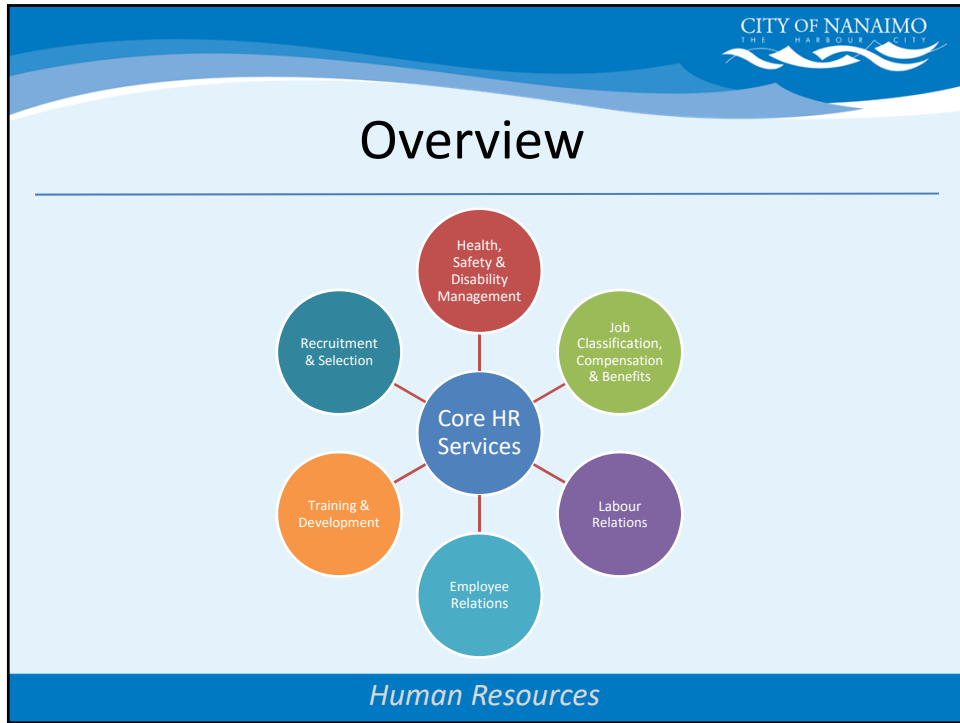 CITY OF NANAIMO
THE HARBOUR CITY
Overview
Health,
Safety &
Disability
Management
Job
Classification,
Compensation
& Benefits
Labour
Relations
Employee
Relations
Training &
Development
Recruitment
& Selection
Core HR
Services
Human Resources